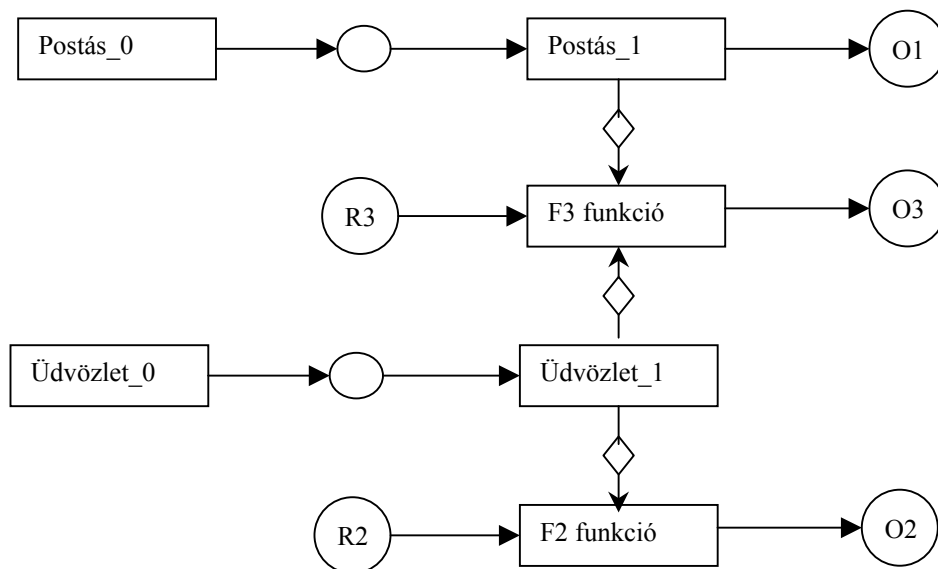 Postás_0
Postás_1
O1
R3
F3 funkció
O3
Üdvözlet_0
Üdvözlet_1
R2
F2 funkció
O2